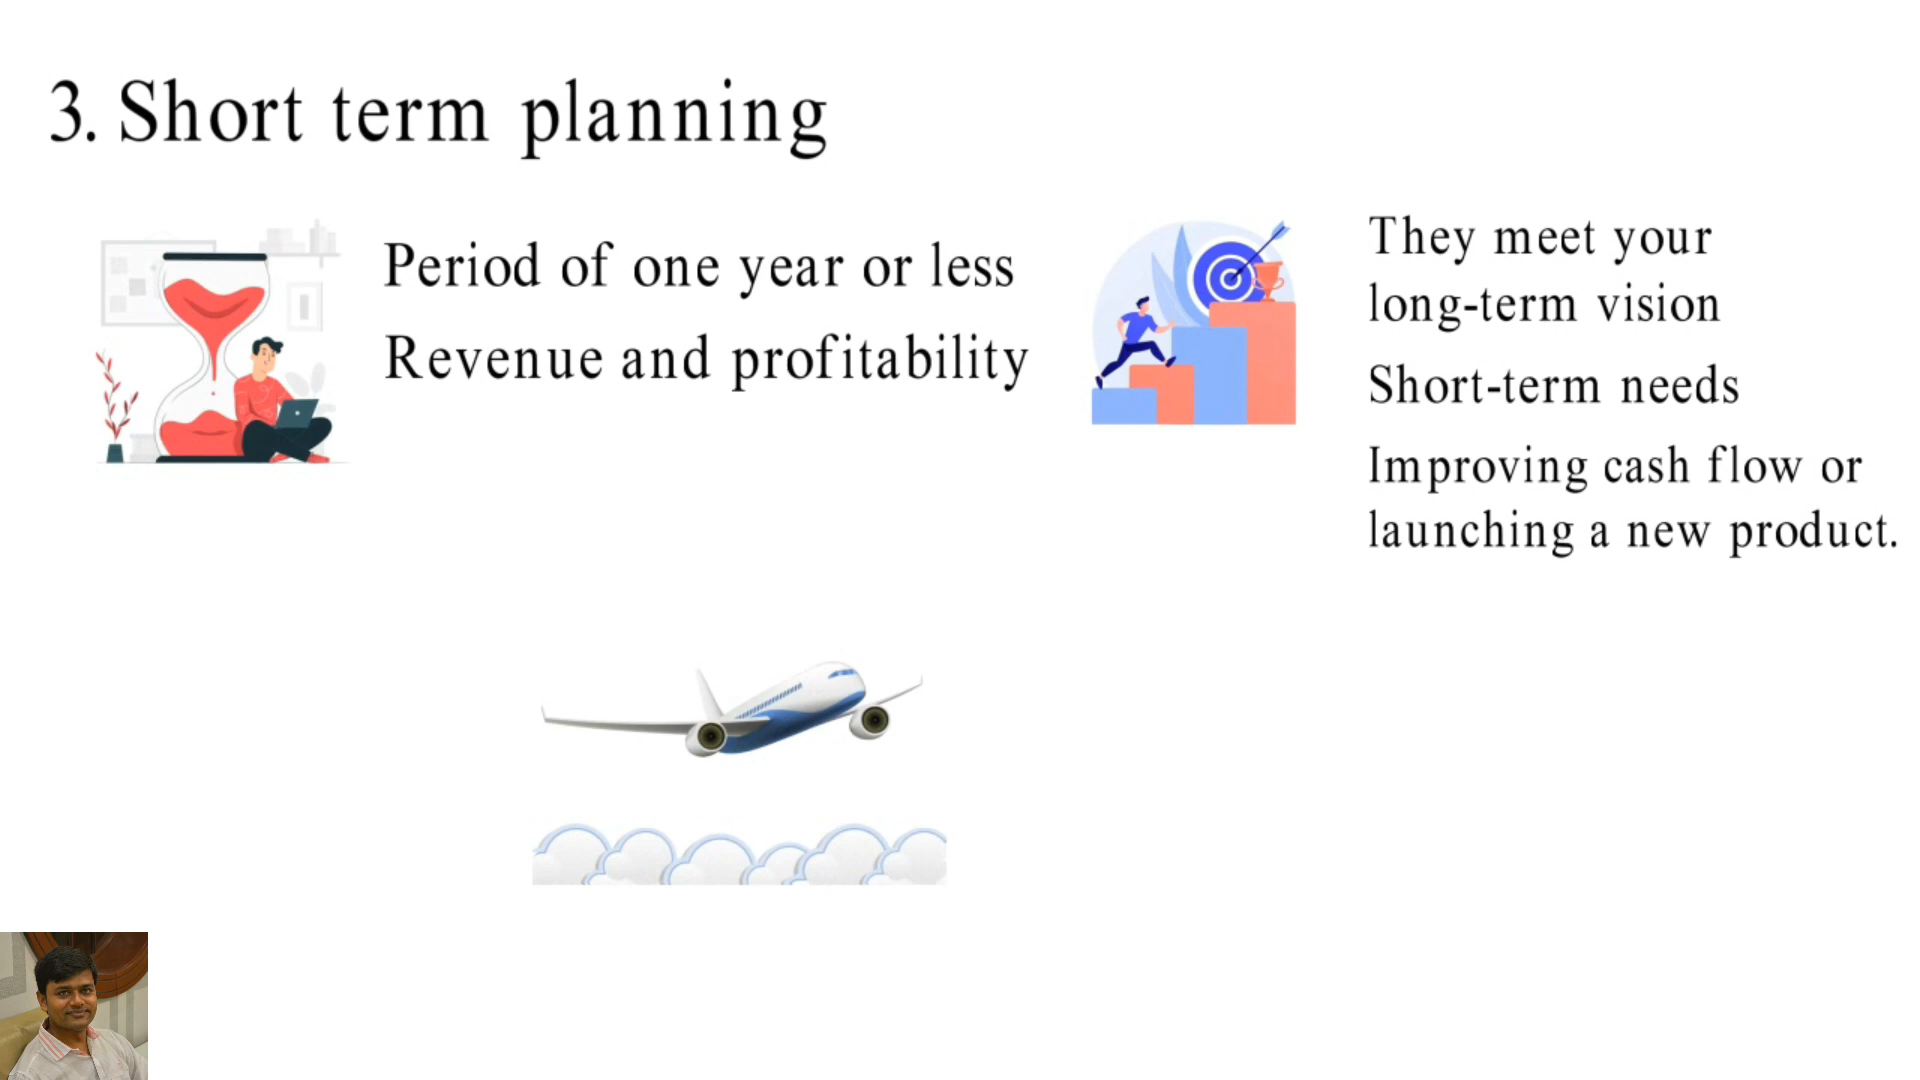 3. Short term planning
Period of one year or less
Revenue and profitability
They meet your
long-term vision
Short-term needs
Improving cash flow or
launching a new product.